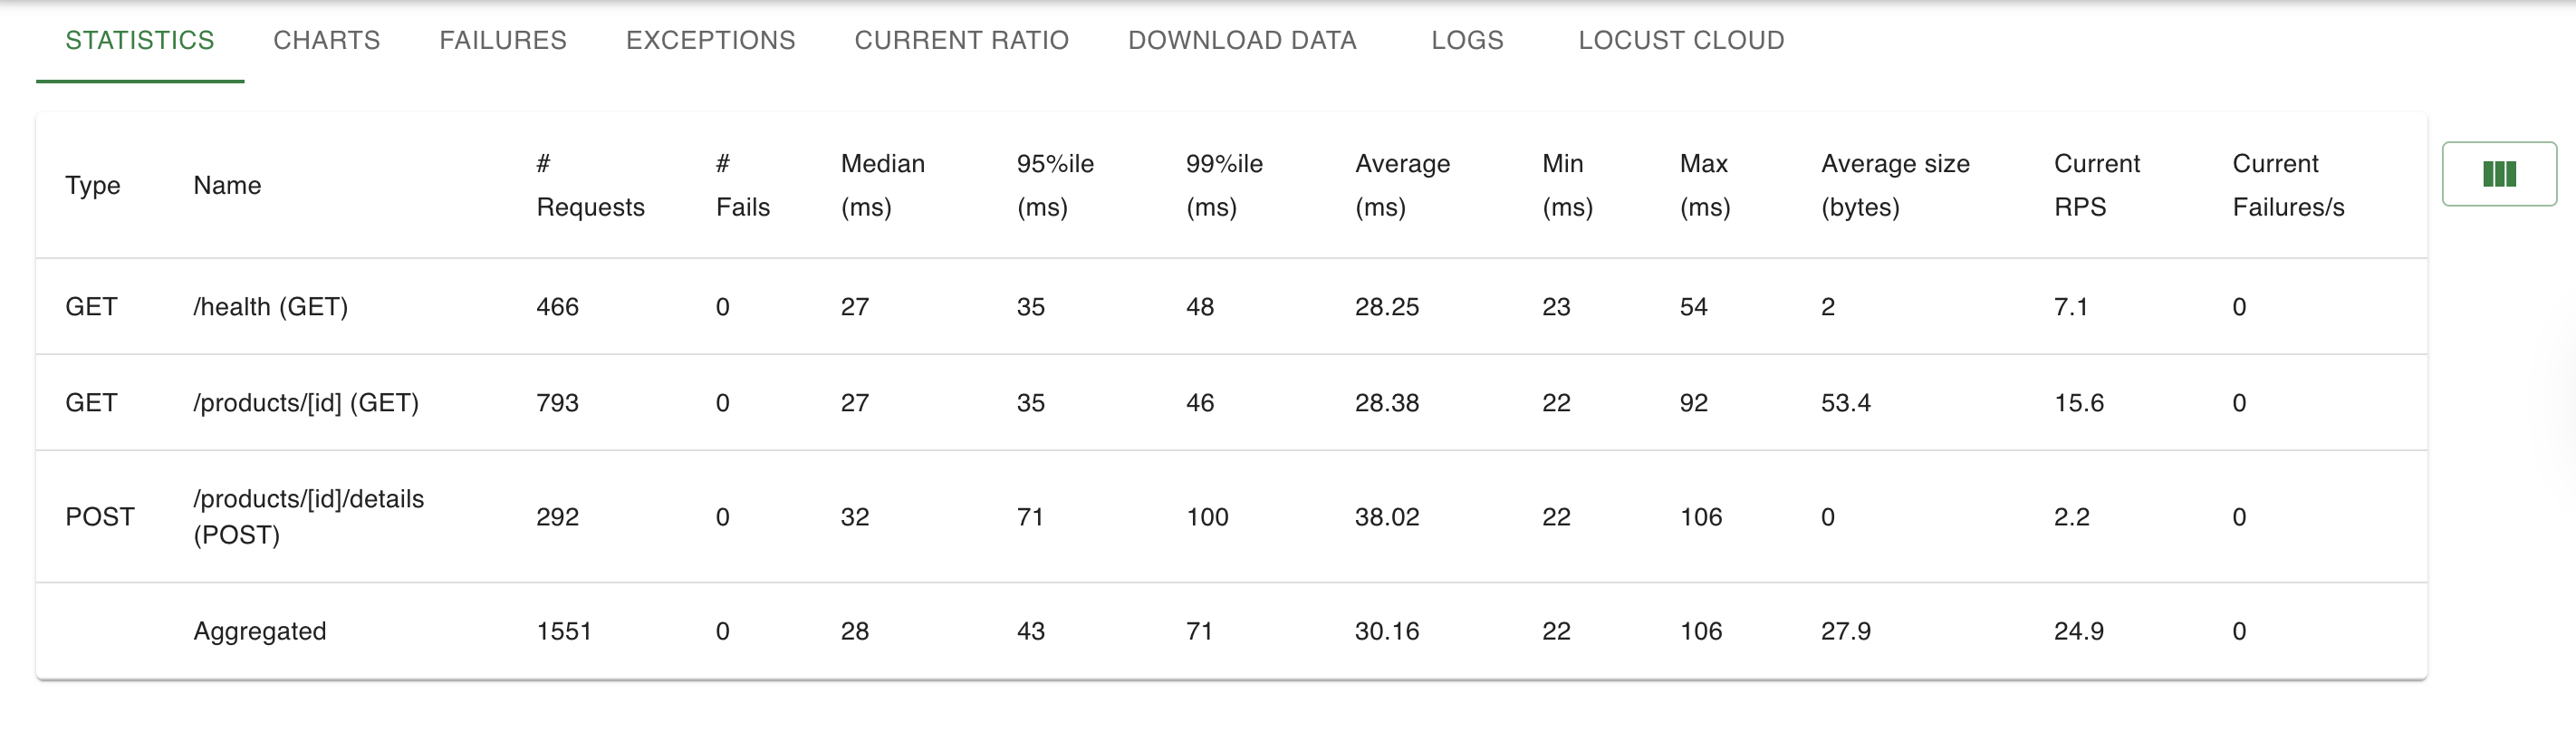 STATISTICS CHARTS FAILURES EXCEPTIONS CURRENT RATIO DOWNLOAD DATA LOGS LOCUST CLOUD
Type Name # Requests # Fails Median (ms) 95%ile (ms) 99%ile (ms) Average (ms) Min (ms) Max (ms) Average size (bytes) Current RPS Current Failures/s
GET /health (GET) 466 0 27 35 48 28.25 23 54 2 7.1 0
GET /products/[id] (GET) 793 0 27 35 46 28.38 22 92 53.4 15.6 0
POST /products/[id]/details (POST) 292 0 32 71 100 38.02 22 106 0 2.2 0
Aggregated 1551 0 28 43 71 30.16 22 106 27.9 24.9 0